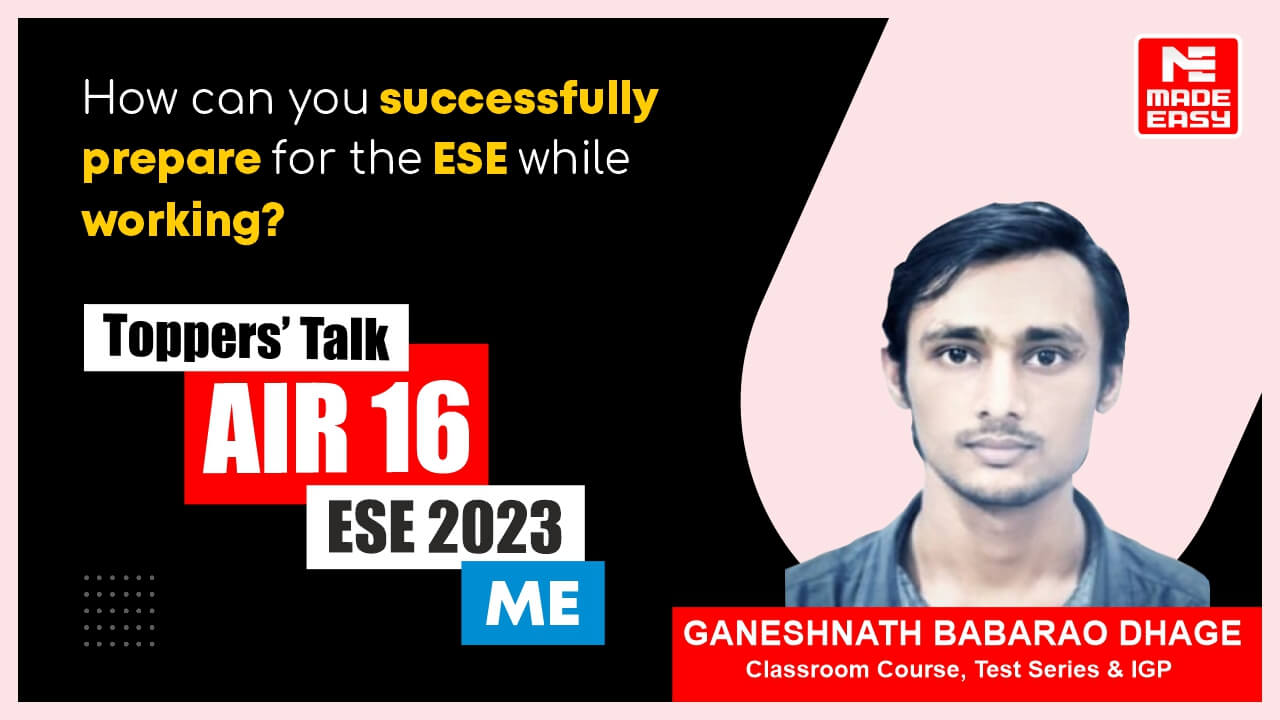 How can you successfully
prepare for the ESE while
working?
ME
MADE
EASY
Toppers’ Talk
AIR 16
ESE 2023
ME
GANESHNATH BABARAO DHAGE
Classroom Course, Test Series & IGP